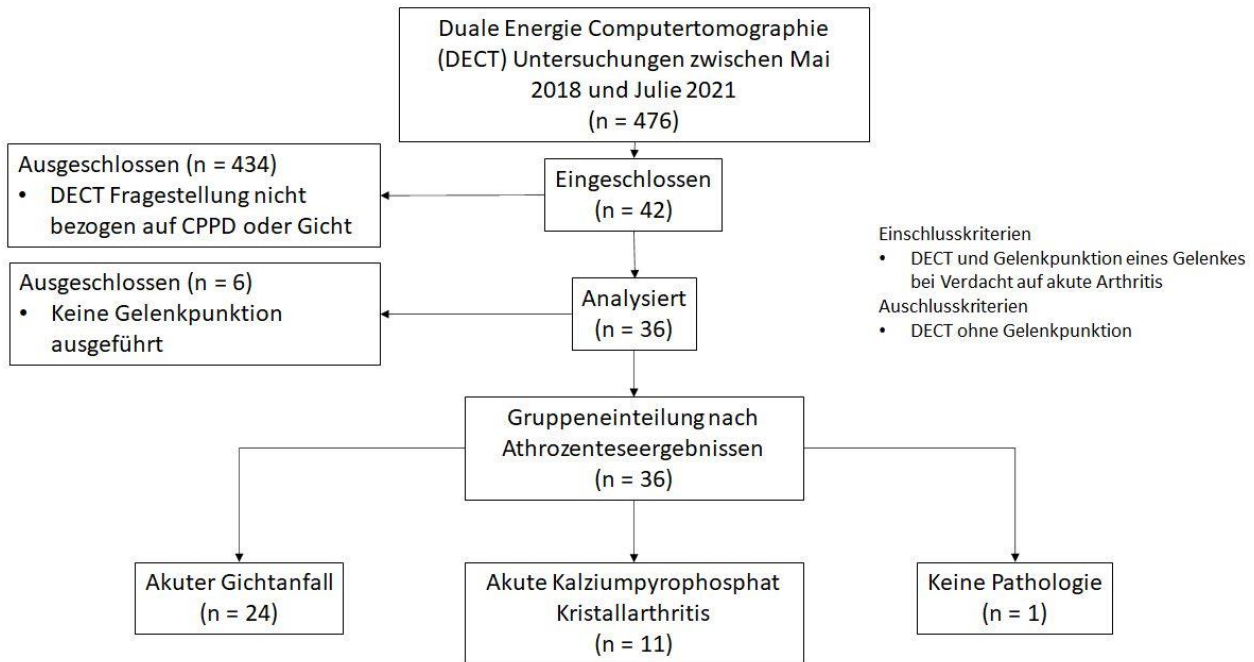 Duale Energie Computertomographie
(DECT) Untersuchungen zwischen Mai
2018 und Julie 2021
(n = 476)
Ausgeschlossen (n = 434)
• DECT Fragestellung nicht
bezogen auf CPPD oder Gicht
Eingeschlossen
(n = 42)
Einschlusskriterien
• DECT und Gelenkpunktion eines Gelenkes
bei Verdacht auf akute Arthritis
Auschlusskriterien
• DECT ohne Gelenkpunktion
Ausgeschlossen (n = 6)
• Keine Gelenkpunktion
ausgeführt
Analysiert
(n = 36)
Gruppeneinteilung nach
Athrozenteseergebnissen
(n = 36)
Akuter Gichtanfall
(n = 24)
Akute Kalziumpyrophosphat
Kristallarthritis
(n = 11)
Keine Pathologie
(n = 1)